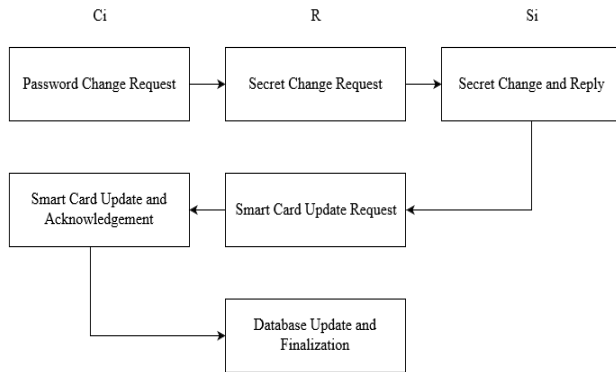 Ci
R
Si
Password Change Request
Secret Change Request
Secret Change and Reply
Smart Card Update and
Acknowledgement
Smart Card Update Request
Database Update and
Finalization